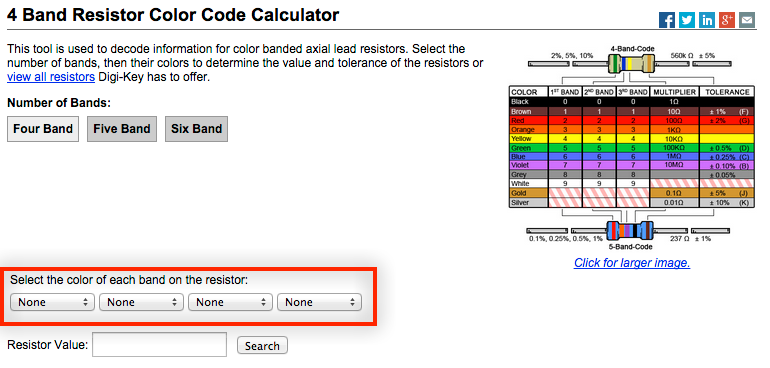 4 Band Resistor Color Code Calculator
f t in g+
This tool is used to decode information for color banded axial lead resistors. Select the
number of bands, then their colors to determine the value and tolerance of the resistors or
view all resistors Digi-Key has to offer.
Number of Bands:
Four Band Five Band Six Band
4-Band-Code
2%, 5%, 10% 560k Ω ± 5%
COLOR 1ST BAND 2ND BAND 3RD BAND MULTIPLIER TOLERANCE
Black 0 0 0 1Ω
Brown 1 1 1 10Ω ± 1% (F)
Red 2 2 2 100Ω ± 2% (G)
Orange 3 3 3 1KΩ
Yellow 4 4 4 10KΩ
Green 5 5 5 100KΩ ± 0.5% (D)
Blue 6 6 6 1MΩ ± 0.25% (C)
Violet 7 7 7 10MΩ ± 0.10% (B)
Grey 8 8 8 ± 0.05%
White 9 9 9
Gold 0.1Ω ± 5% (J)
Silver 0.01Ω ± 10% (K)
0.1%, 0.25%, 0.5%, 1% 237 Ω ± 1%
5-Band-Code
Click for larger image.
Select the color of each band on the resistor:
None None None None
Resistor Value: Search